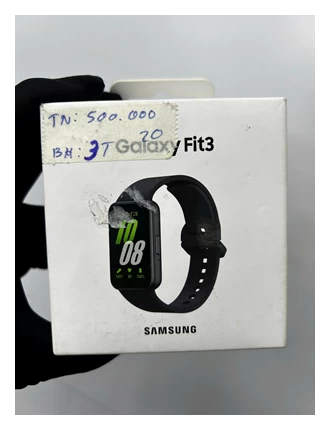 TN: 500.000
20
BH: 3T
Galaxy Fit3
10
08
SAMSUNG